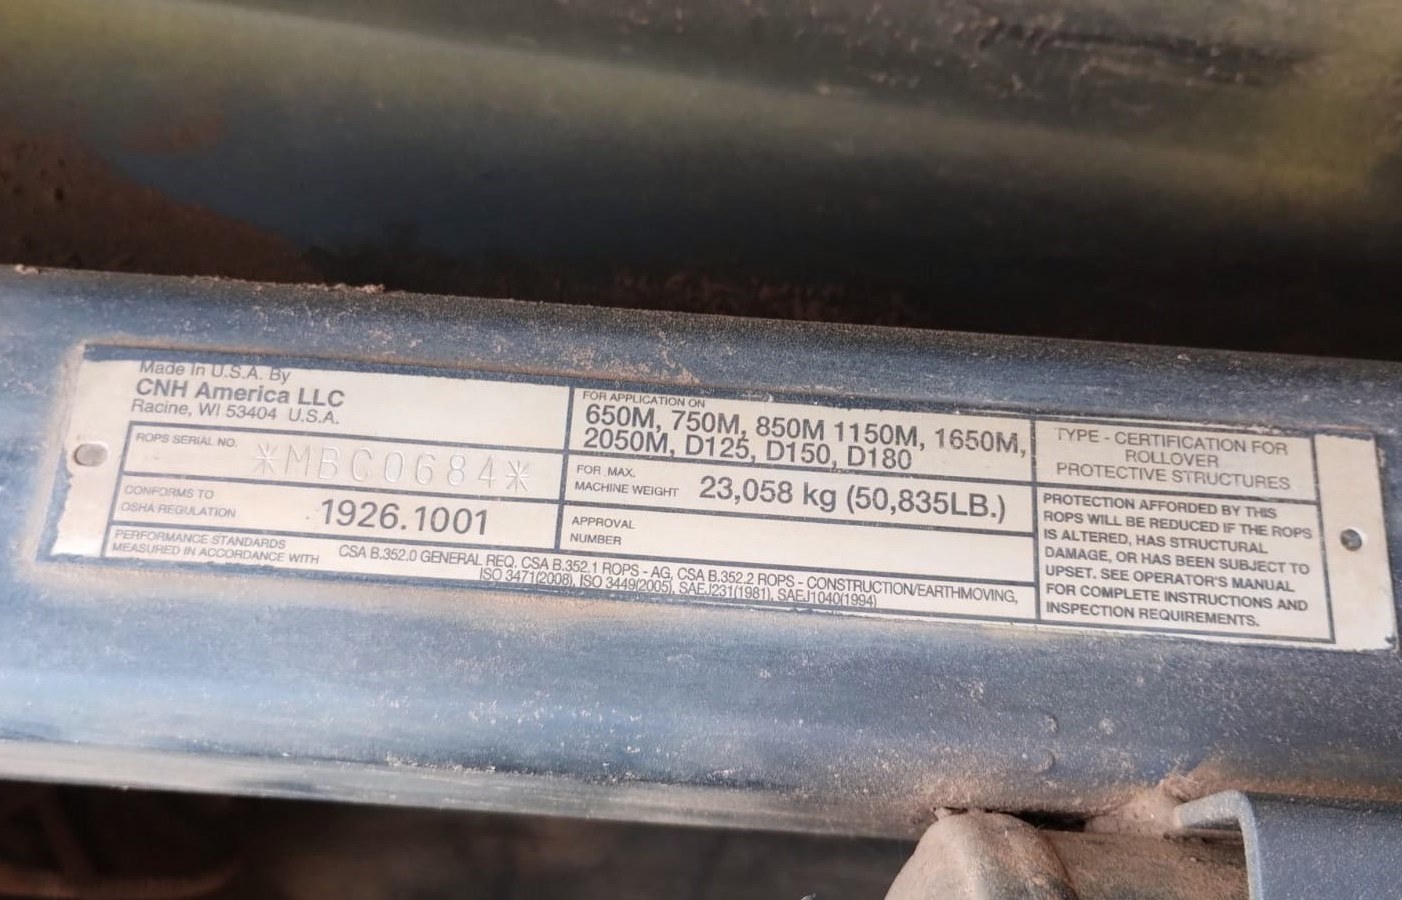 Made In U.S.A. By
CNH America LLC
Racine, WI 53404 U.S.A.
ROPS SERIAL NO.
*MBC0684*
CONFORMS TO
OSHA REGULATION
1926.1001
PERFORMANCE STANDARDS
MEASURED IN ACCORDANCE WITH
CSA B.352.0 GENERAL REQ, CSA B.352.1 ROPS - AG, CSA B.352.2 ROPS - CONSTRUCTION/EARTHMOVING,
ISO 3471(2008), ISO 3449(2005), SAEJ231(1981), SAEJ1040(1994)
FOR APPLICATION ON
650M, 750M, 850M 1150M, 1650M,
2050M, D125, D150, D180
FOR MAX.
MACHINE WEIGHT
23,058 kg (50,835LB.)
APPROVAL
NUMBER
TYPE - CERTIFICATION FOR
ROLLOVER
PROTECTIVE STRUCTURES
PROTECTION AFFORDED BY THIS
ROPS WILL BE REDUCED IF THE ROPS
IS ALTERED, HAS STRUCTURAL
DAMAGE, OR HAS BEEN SUBJECT TO
UPSET. SEE OPERATOR'S MANUAL
FOR COMPLETE INSTRUCTIONS AND
INSPECTION REQUIREMENTS.